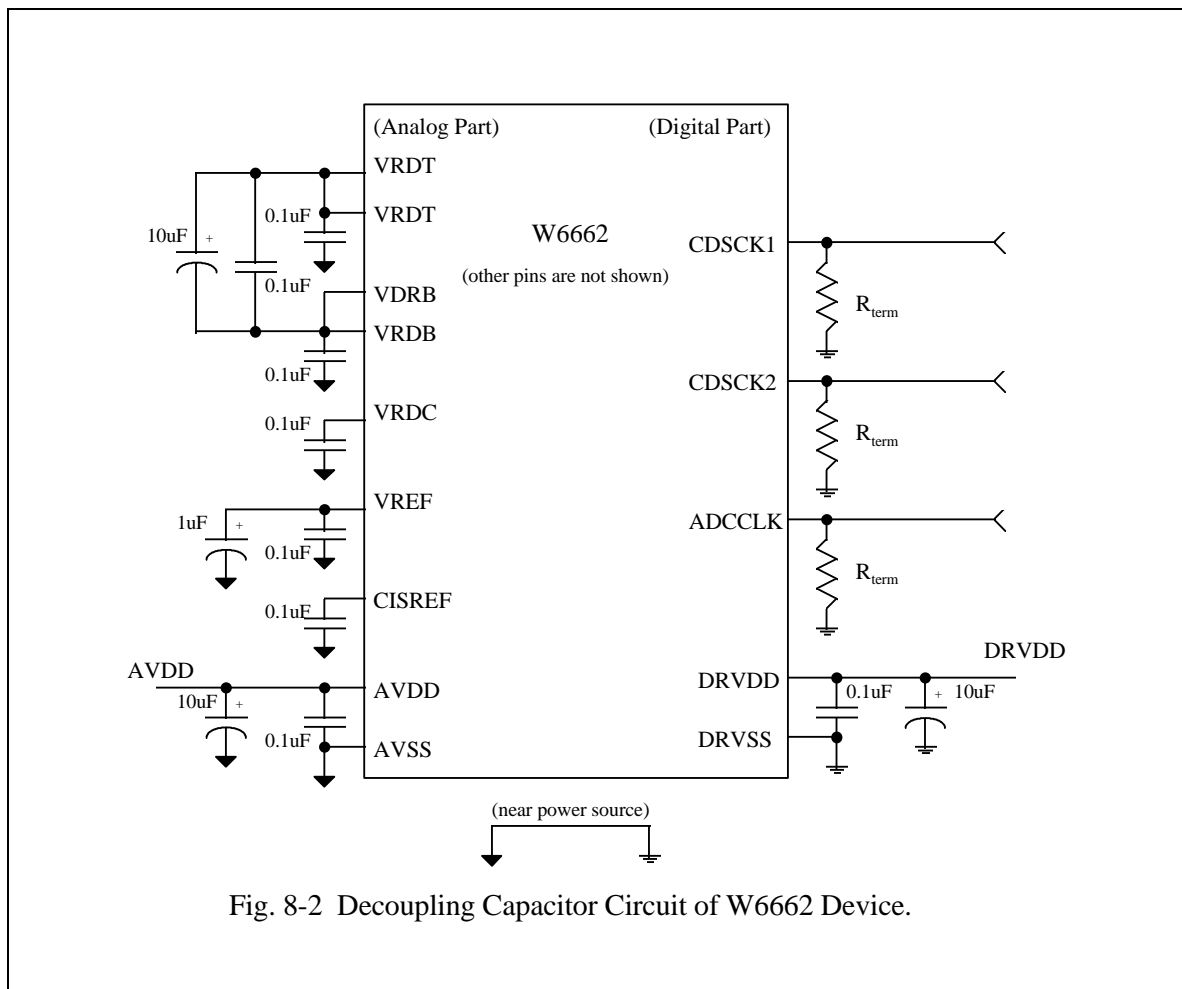 (Analog Part)
(Digital Part)
VRDT
0.1uF
VRDT
10uF
+
W6662
CDSCK1
(other pins are not shown)
0.1uF
VDRB
Rterm
VRDB
0.1uF
CDSCK2
VRDC
0.1uF
Rterm
VREF
1uF
+
ADCCLK
0.1uF
Rterm
CISREF
0.1uF
AVDD
DRVDD
DRVDD
AVDD
10uF
+
0.1uF
+
10uF
0.1uF
AVSS
DRVSS
(near power source)
Fig. 8-2 Decoupling Capacitor Circuit of W6662 Device.